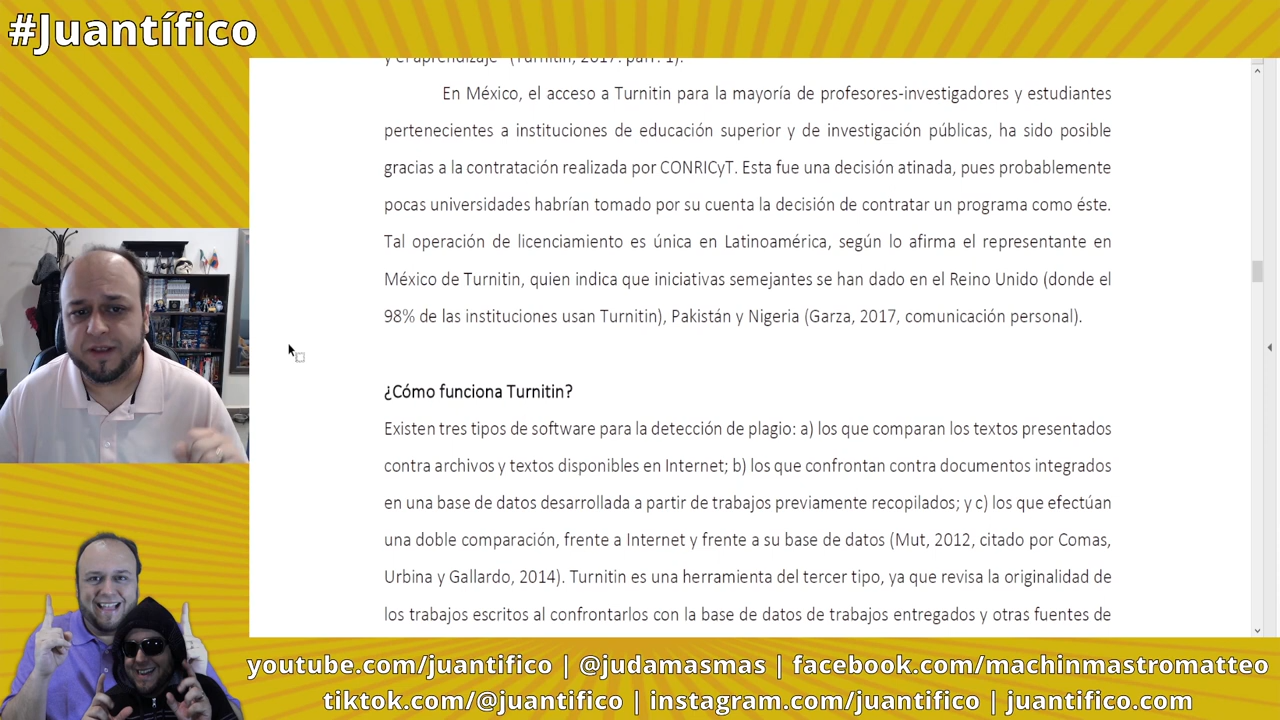 #Juantífico
y el aprendizaje" (Turnitin, 2017: párr. 1).
En México, el acceso a Turnitin para la mayoría de profesores-investigadores y estudiantes
pertenecientes a instituciones de educación superior y de investigación públicas, ha sido posible
gracias a la contratación realizada por CONRICyT. Esta fue una decisión atinada, pues probablemente
pocas universidades habrían tomado por su cuenta la decisión de contratar un programa como éste.
Tal operación de licenciamiento es única en Latinoamérica, según lo afirma el representante en
México de Turnitin, quien indica que iniciativas semejantes se han dado en el Reino Unido (donde el
98% de las instituciones usan Turnitin), Pakistán y Nigeria (Garza, 2017, comunicación personal).
¿Cómo funciona Turnitin?
Existen tres tipos de software para la detección de plagio: a) los que comparan los textos presentados
contra archivos y textos disponibles en Internet; b) los que confrontan contra documentos integrados
en una base de datos desarrollada a partir de trabajos previamente recopilados; y c) los que efectúan
una doble comparación, frente a Internet y frente a su base de datos (Mut, 2012, citado por Comas,
Urbina y Gallardo, 2014). Turnitin es una herramienta del tercer tipo, ya que revisa la originalidad de
los trabajos escritos al confrontarlos con la base de datos de trabajos entregados y otras fuentes de
youtube.com/juantifico | @judamasmas | facebook.com/machinmastromatteo
tiktok.com/@juantifico | instagram.com/juantifico | juantifico.com